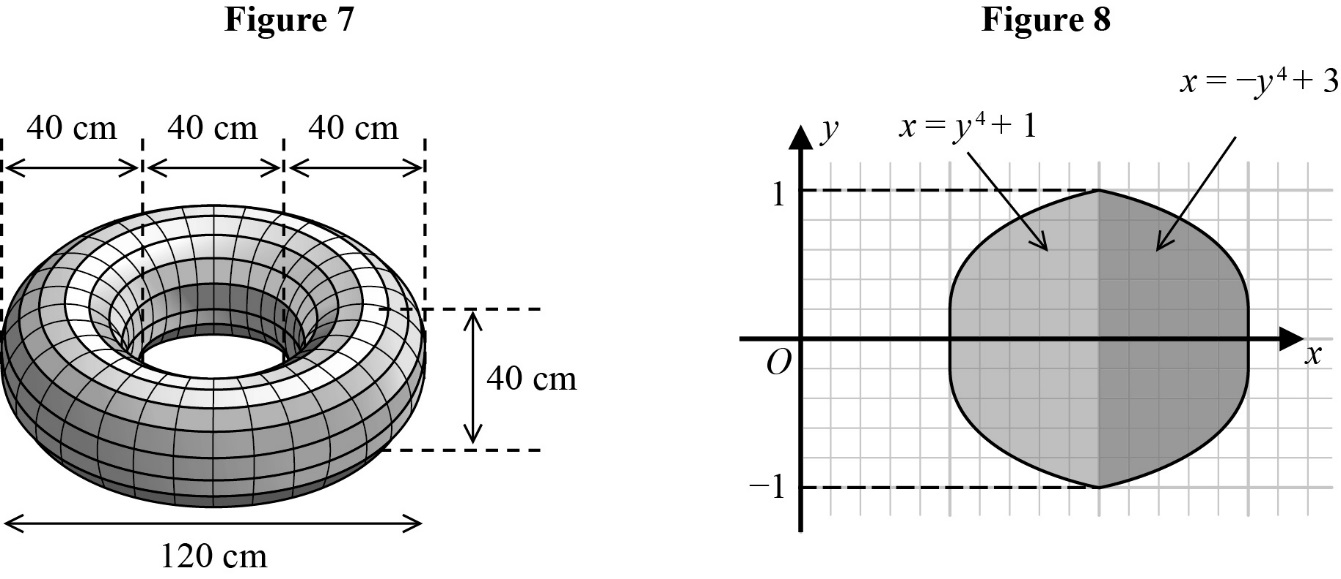 Figure 7
40 cm 40 cm 40 cm
40 cm
120 cm
Figure 8
x = −y⁴ + 3
y
x = y⁴ + 1
1
O
x
−1